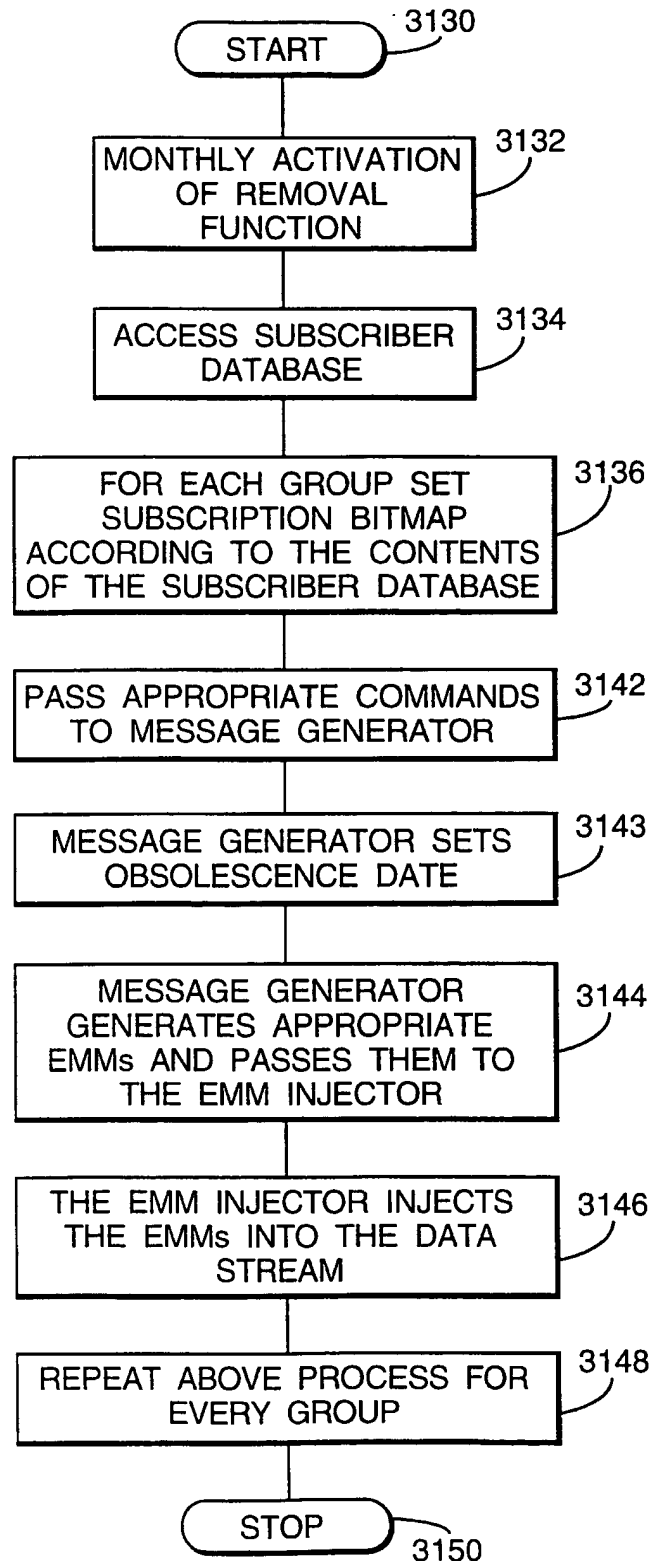 3130
START
3132
MONTHLY ACTIVATION
OF REMOVAL
FUNCTION
3134
ACCESS SUBSCRIBER
DATABASE
3136
FOR EACH GROUP SET
SUBSCRIPTION BITMAP
ACCORDING TO THE CONTENTS
OF THE SUBSCRIBER DATABASE
3142
PASS APPROPRIATE COMMANDS
TO MESSAGE GENERATOR
3143
MESSAGE GENERATOR SETS
OBSOLESCENCE DATE
3144
MESSAGE GENERATOR
GENERATES APPROPRIATE
EMMs AND PASSES THEM TO
THE EMM INJECTOR
3146
THE EMM INJECTOR INJECTS
THE EMMs INTO THE DATA
STREAM
3148
REPEAT ABOVE PROCESS FOR
EVERY GROUP
STOP
3150